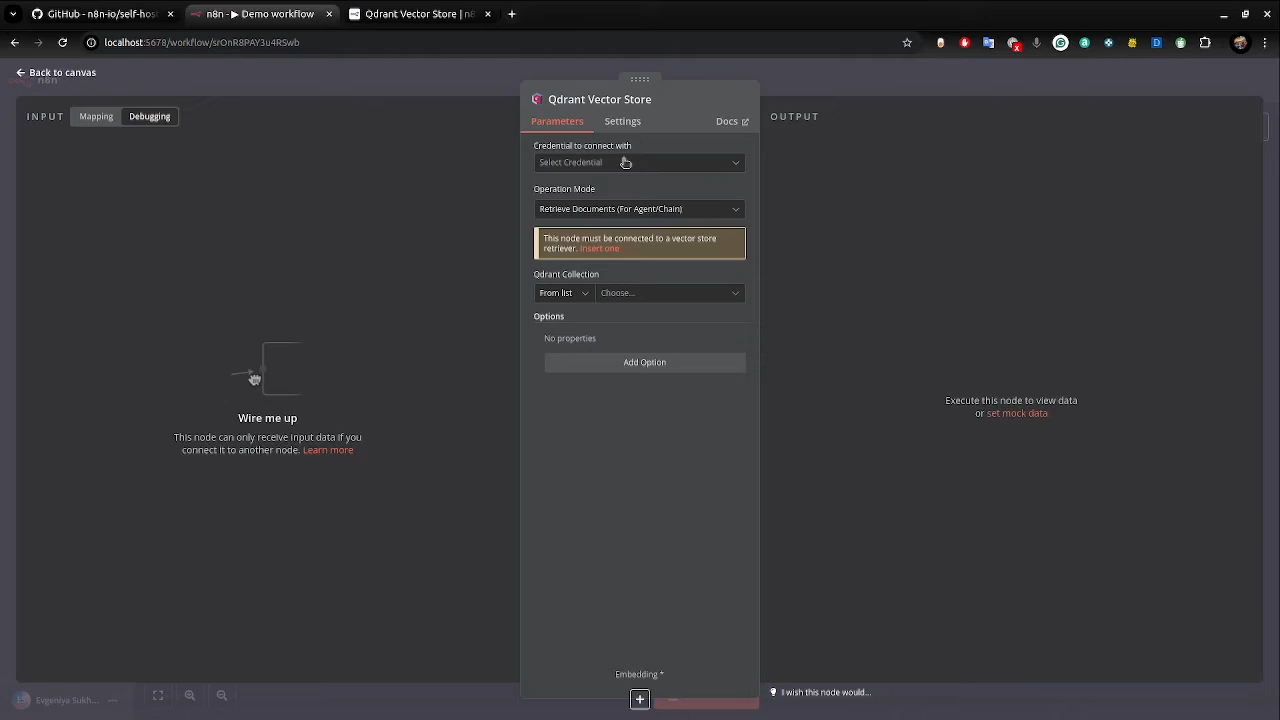 GitHub - n8n-io/self-hos
n8n - ▶ Demo workflow
Qdrant Vector Store | n8
localhost:5678/workflow/srOnR8PAY3u4RSwb
Back to canvas
n8n
INPUT
Mapping
Debugging
Qdrant Vector Store
OUTPUT
Parameters
Settings
Docs
Credential to connect with
Select Credential
Operation Mode
Retrieve Documents (For Agent/Chain)
This node must be connected to a vector store
retriever. Insert one
Qdrant Collection
From list
Choose...
Options
No properties
Add Option
Wire me up
This node can only receive input data if you
connect it to another node. Learn more
Execute this node to view data
or set mock data
Embedding *
Evgeniya Sukh...
I wish this node would...